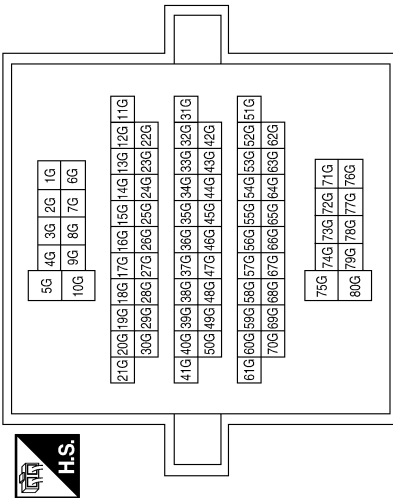 H.S.
5G 4G 3G 2G 1G
10G 9G 8G 7G 6G
21G 20G 19G 18G 17G 16G 15G 14G 13G 12G 11G
30G 29G 28G 27G 26G 25G 24G 23G 22G
41G 40G 39G 38G 37G 36G 35G 34G 33G 32G 31G
50G 49G 48G 47G 46G 45G 44G 43G 42G
61G 60G 59G 58G 57G 56G 55G 54G 53G 52G 51G
70G 69G 68G 67G 66G 65G 64G 63G 62G
75G 74G 73G 72G 71G
80G 79G 78G 77G 76G